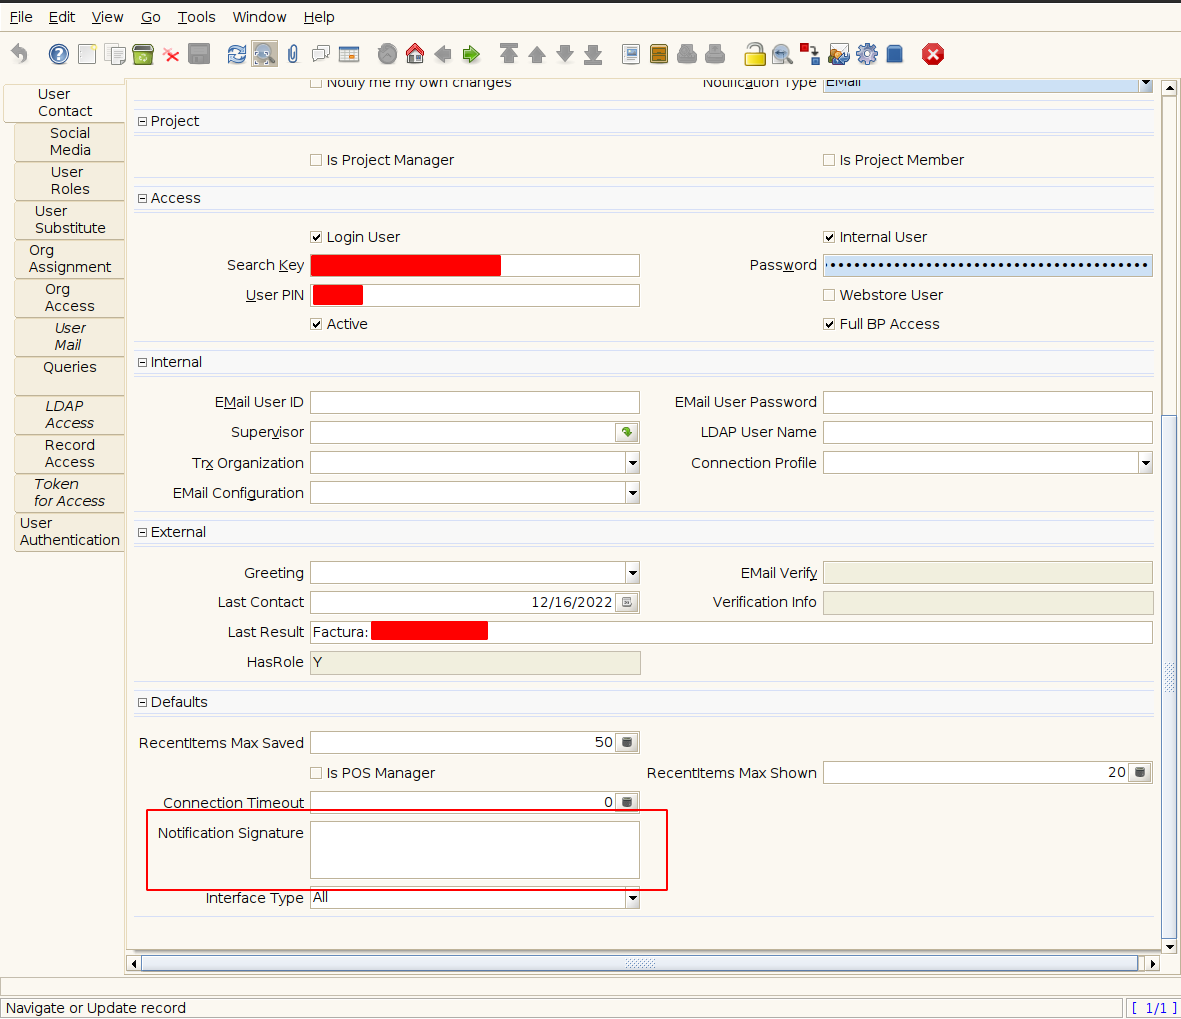 File Edit View Go Tools Window Help
User Contact
Social Media
User Roles
User Substitute
Org Assignment
Org Access
User Mail
Queries
LDAP Access
Record Access
Token for Access
User Authentication
Notify me my own changes Notification Type EMail
Project
Is Project Manager Is Project Member
Access
Login User Internal User
Search Key Password
User PIN Webstore User
Active Full BP Access
Internal
EMail User ID EMail User Password
Supervisor LDAP User Name
Trx Organization Connection Profile
EMail Configuration
External
Greeting EMail Verify
Last Contact 12/16/2022 Verification Info
Last Result Factura:
HasRole Y
Defaults
RecentItems Max Saved 50
Is POS Manager RecentItems Max Shown 20
Connection Timeout 0
Notification Signature
Interface Type All
Navigate or Update record [ 1/1 ]